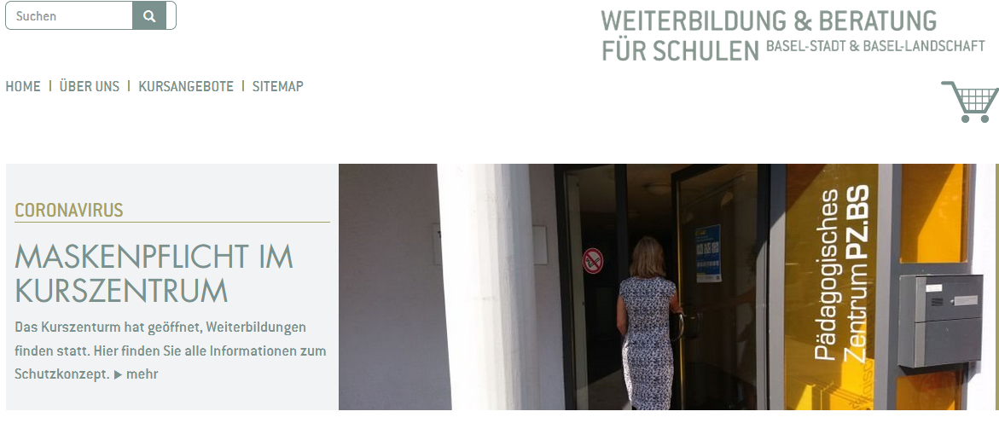 Suchen
WEITERBILDUNG & BERATUNG
FÜR SCHULEN BASEL-STADT & BASEL-LANDSCHAFT
HOME | ÜBER UNS | KURSANGEBOTE | SITEMAP
CORONAVIRUS
MASKENPFLICHT IM
KURSZENTRUM
Das Kurszenturm hat geöffnet, Weiterbildungen
finden statt. Hier finden Sie alle Informationen zum
Schutzkonzept. ▶ mehr
Pädagogisches
Zentrum PZ.BS